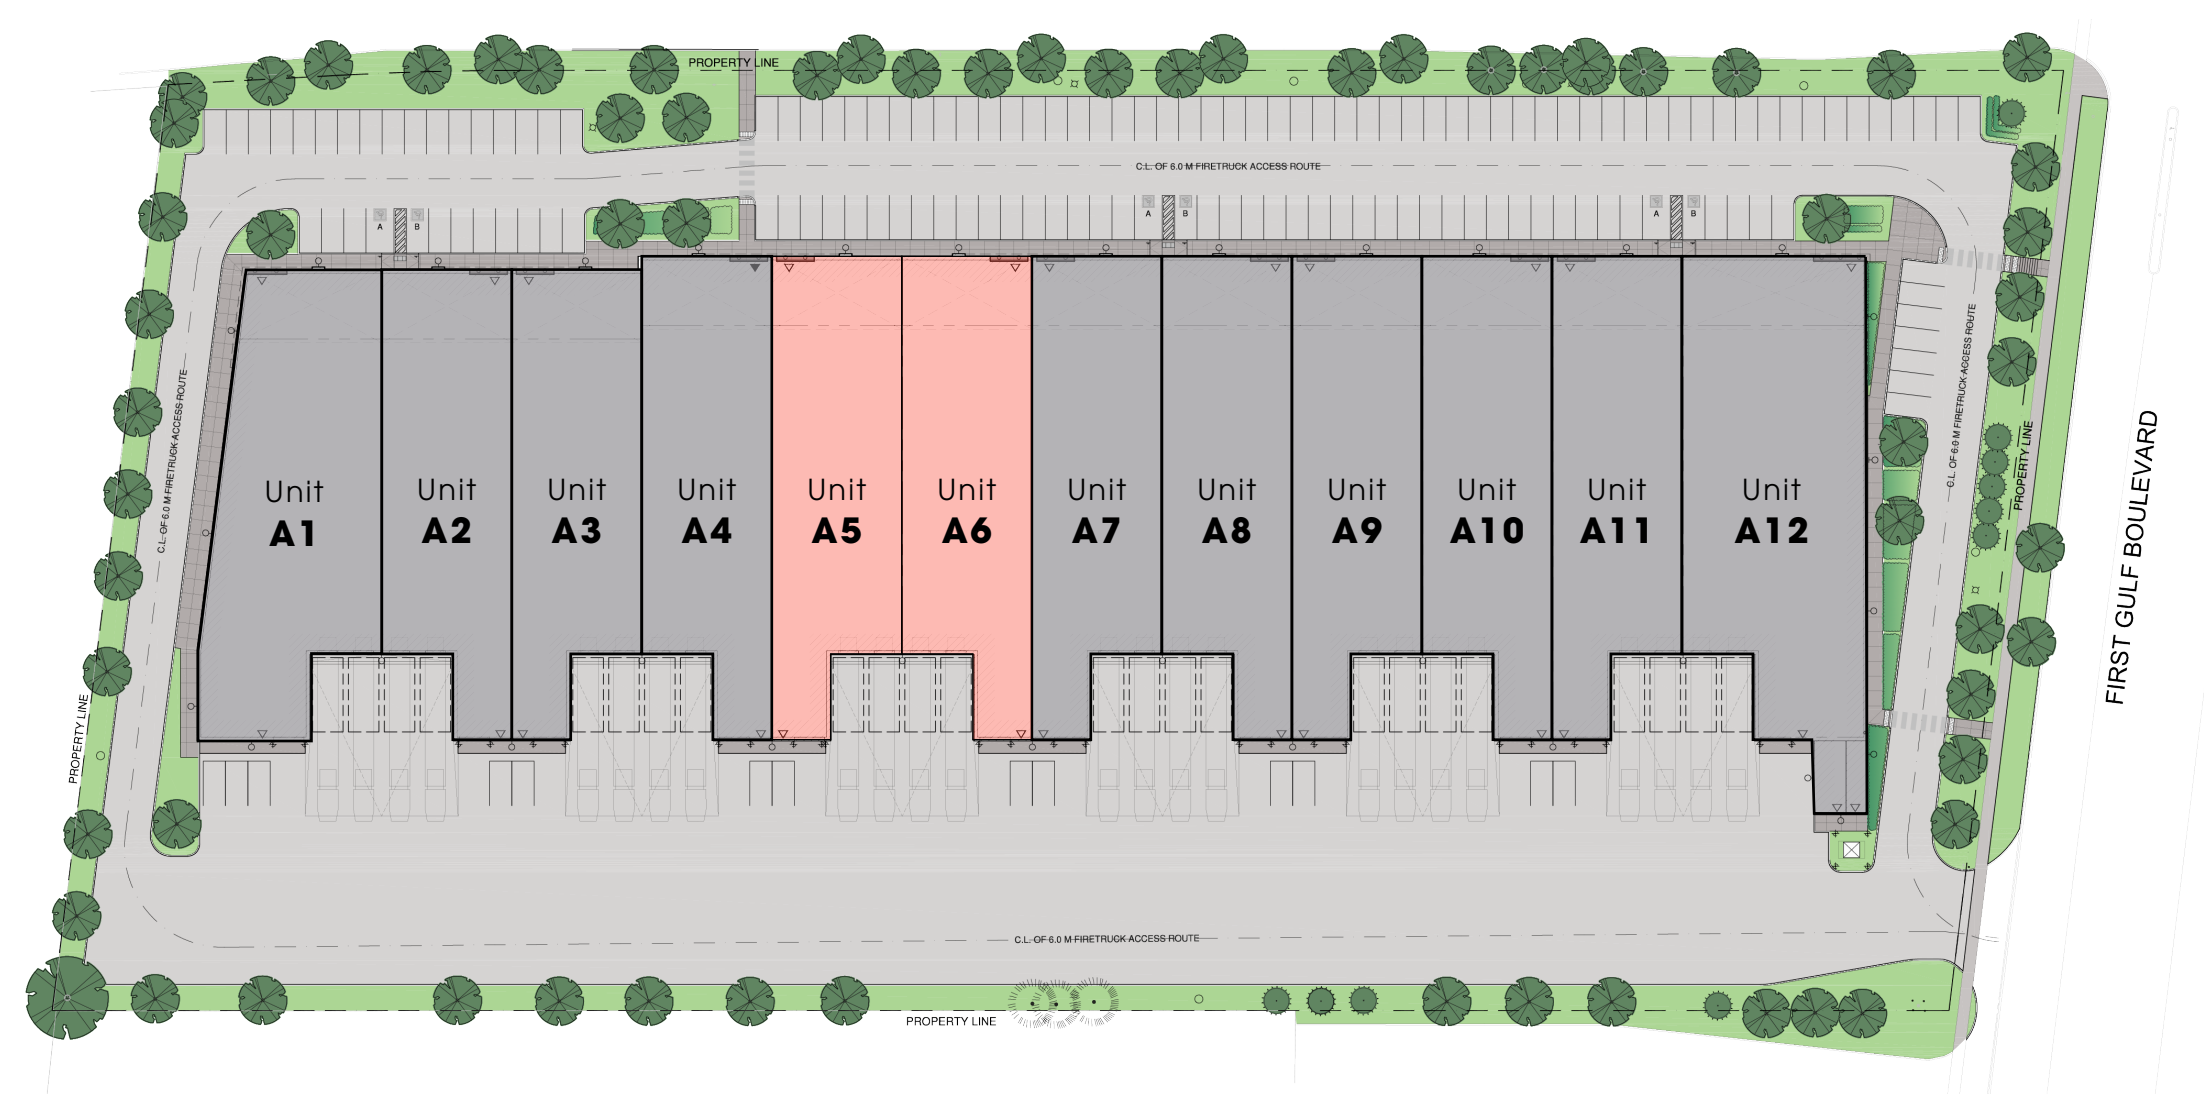 PROPERTY LINE
C.L. OF 6.0 M FIRETRUCK ACCESS ROUTE
A B
A B
A B
C.L. OF 6.0 M FIRETRUCK ACCESS ROUTE
C.L. OF 6.0 M FIRETRUCK ACCESS ROUTE
PROPERTY LINE
FIRST GULF BOULEVARD
Unit
A1
Unit
A2
Unit
A3
Unit
A4
Unit
A5
Unit
A6
Unit
A7
Unit
A8
Unit
A9
Unit
A10
Unit
A11
Unit
A12
PROPERTY LINE
C.L. OF 6.0 M FIRETRUCK ACCESS ROUTE
PROPERTY LINE